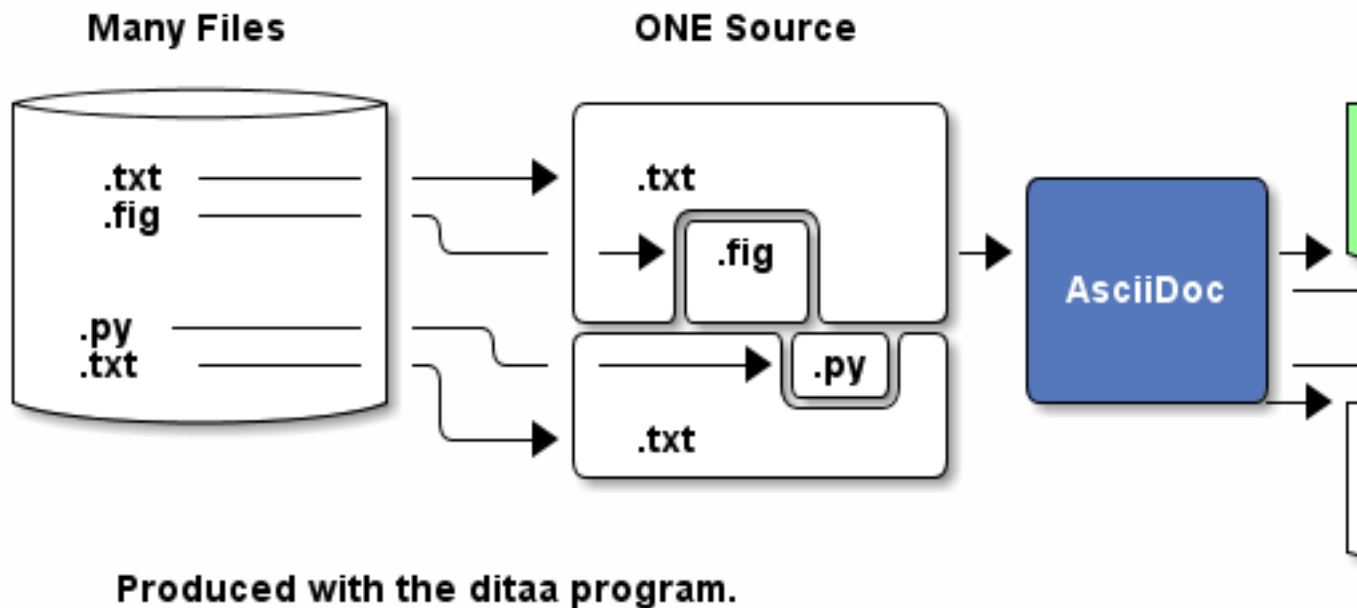 Many Files
ONE Source
.txt
.fig
.py
.txt
.txt
.fig
.py
.txt
AsciiDoc
Produced with the ditaa program.